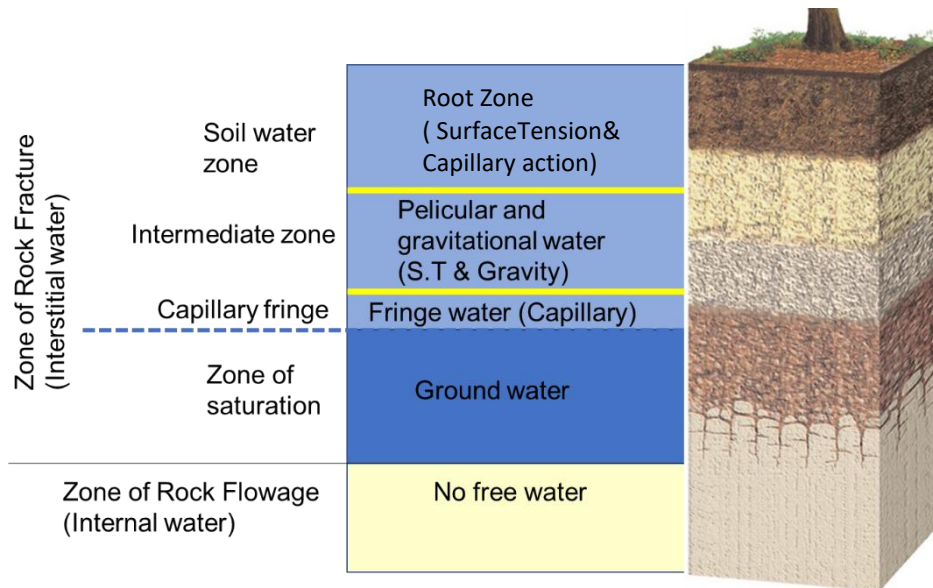 Zone of Rock Fracture
(Interstitial water)
Soil water
zone
Root Zone
( SurfaceTension&
Capillary action)
Intermediate zone
Pelicular and
gravitational water
(S.T & Gravity)
Capillary fringe
Fringe water (Capillary)
Zone of
saturation
Ground water
Zone of Rock Flowage
(Internal water)
No free water